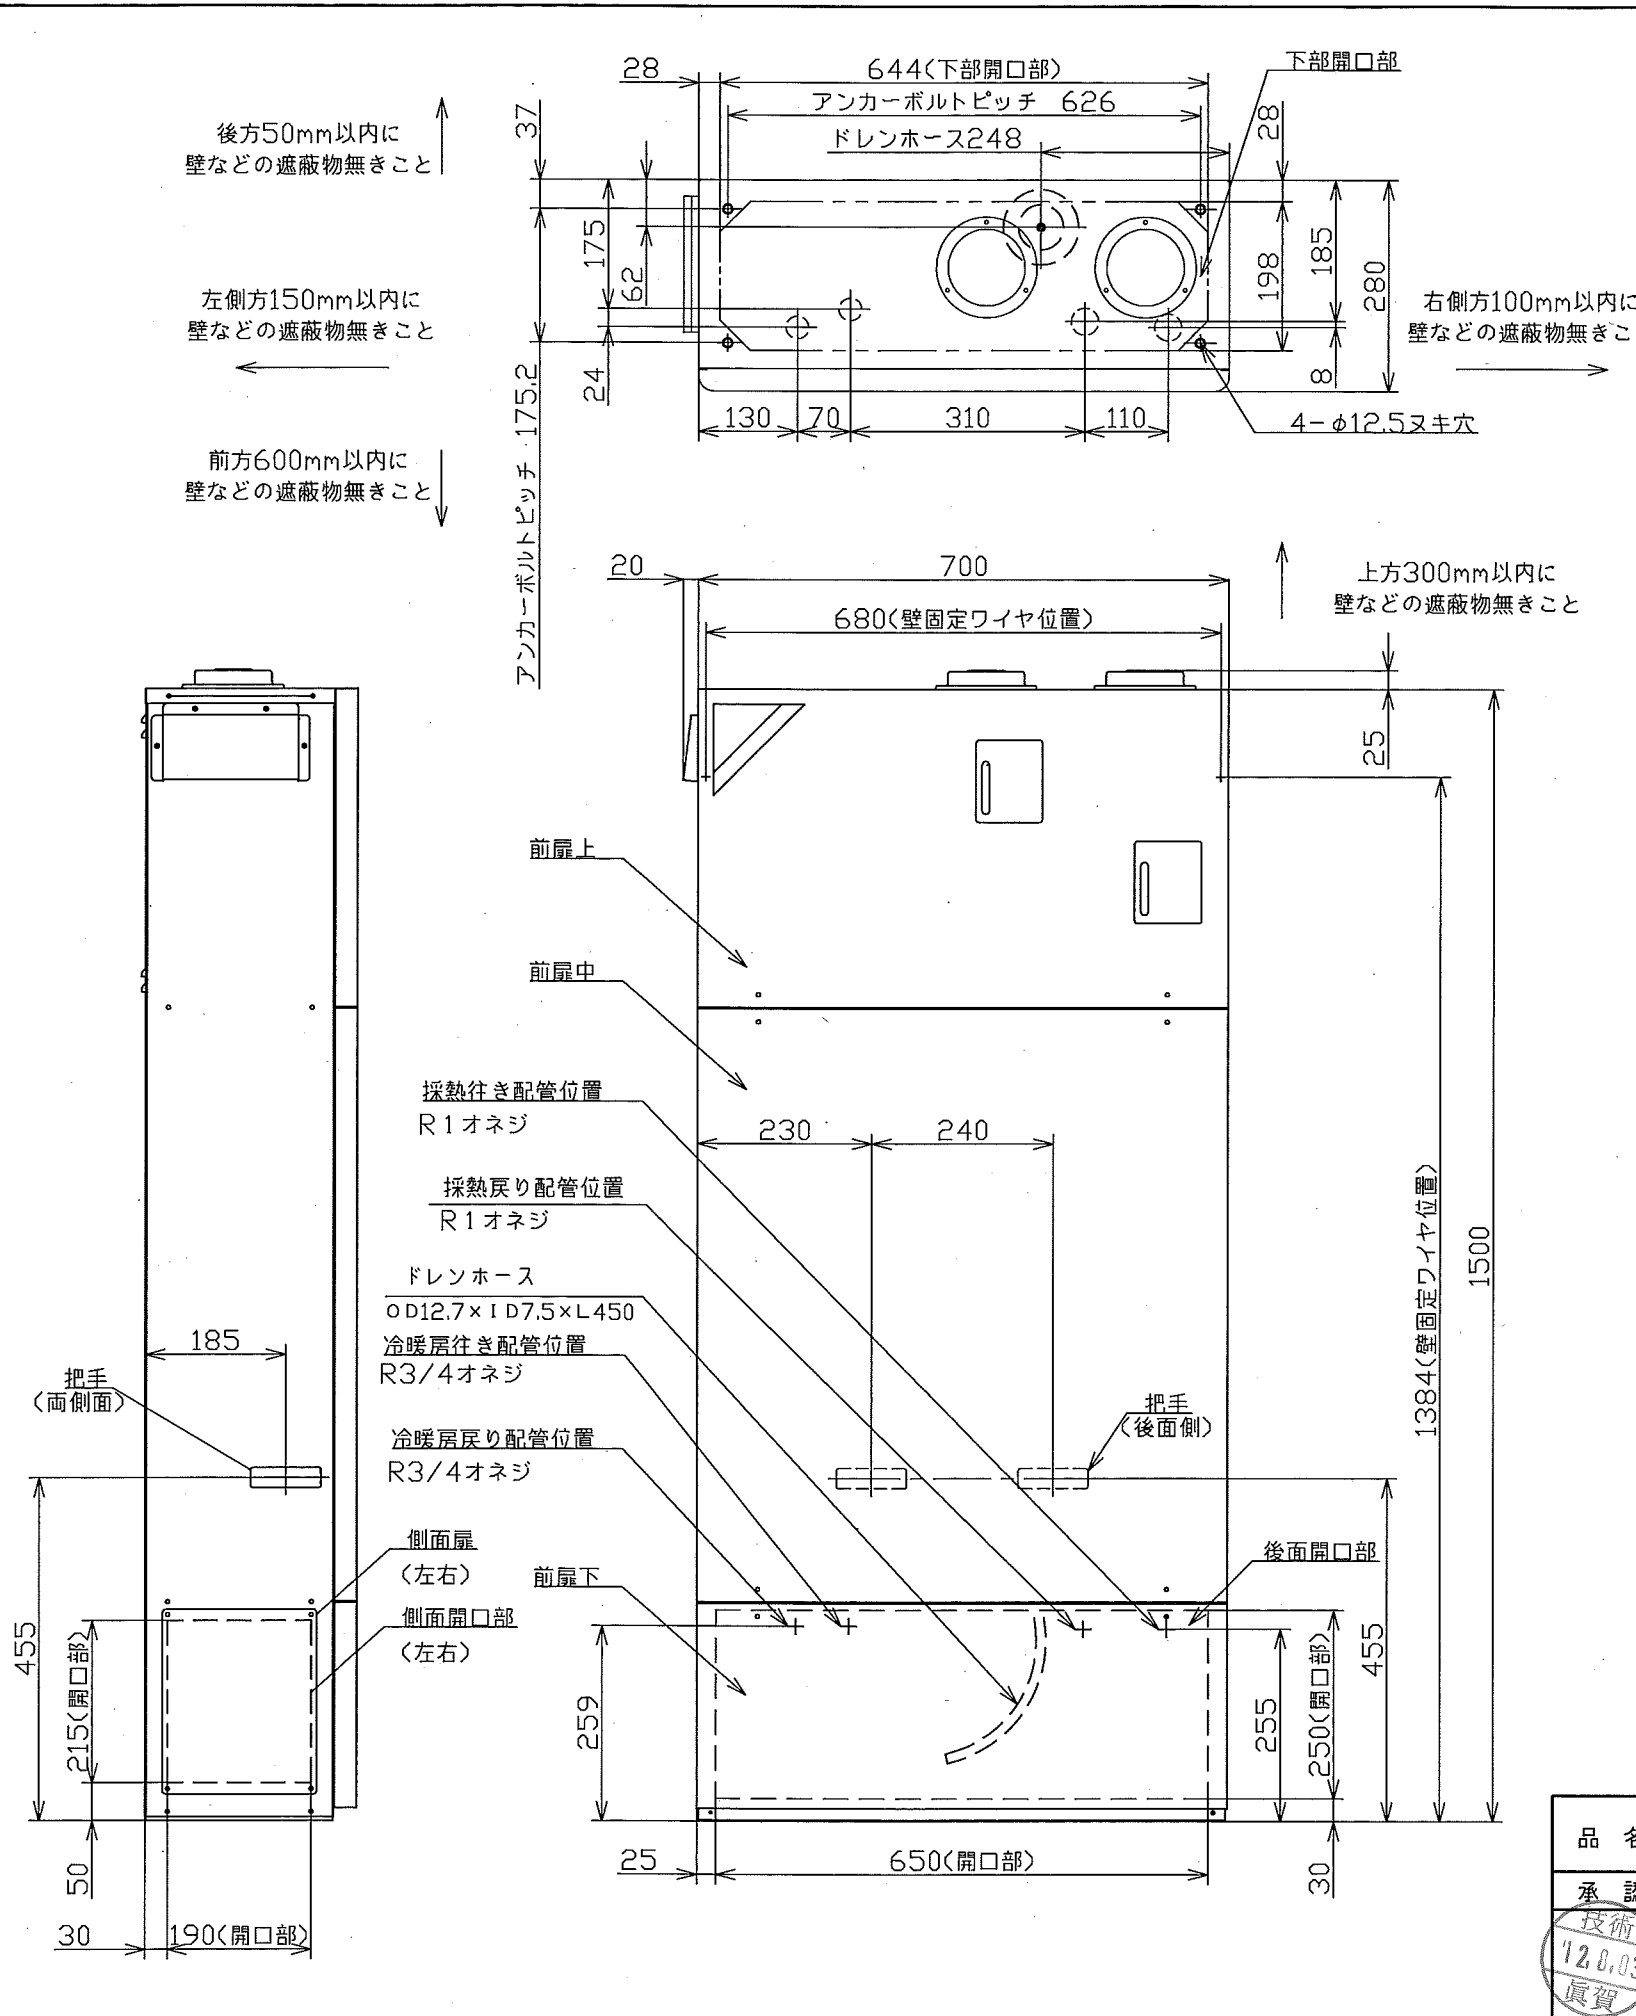 28
644(下部開口部)
下部開口部
アンカーボルトピッチ 626
ドレンホース248
37
28
後方50mm以内に
壁などの遮蔽物無きこと
175
62
198
185
280
左側方150mm以内に
壁などの遮蔽物無きこと
右側方100mm以内に
壁などの遮蔽物無きこ
24
8
アンカーボルトピッチ 175.2
130
70
310
110
4-φ12.5ヌキ穴
前方600mm以内に
壁などの遮蔽物無きこと
20
700
上方300mm以内に
壁などの遮蔽物無きこと
680(壁固定ワイヤ位置)
25
前扉上
前扉中
採熱往き配管位置
R1オネジ
230
240
採熱戻り配管位置
R1オネジ
1384(壁固定ワイヤ位置)
1500
ドレンホース
OD12.7×ID7.5×L450
185
冷暖房往き配管位置
R3/4オネジ
把手
(両側面)
把手
(後面側)
冷暖房戻り配管位置
R3/4オネジ
側面扉
(左右)
前扉下
後面開口部
側面開口部
(左右)
455
215(開口部)
259
255
250(開口部)
455
50
25
650(開口部)
30
30
190(開口部)
品 名
承 認
技術
'12.8.03
眞賀